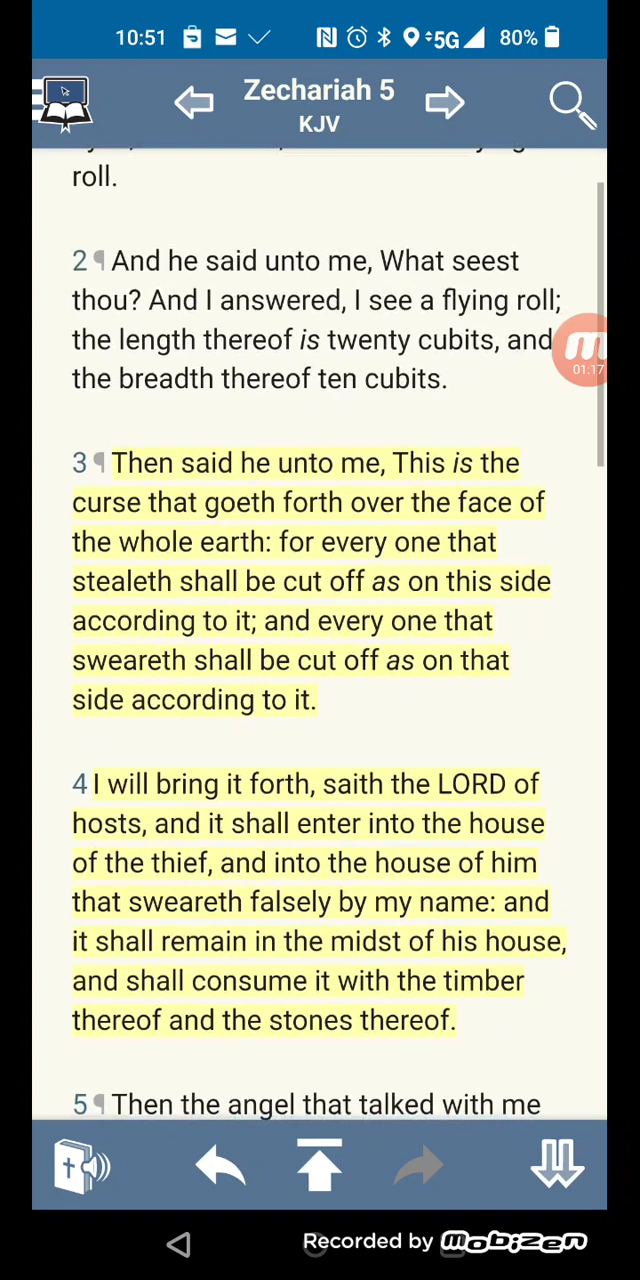 10:51 5G 80%
Zechariah 5
KJV
roll.
2 ¶ And he said unto me, What seest
thou? And I answered, I see a flying roll;
the length thereof is twenty cubits, and
the breadth thereof ten cubits.
01:17
3 ¶ Then said he unto me, This is the
curse that goeth forth over the face of
the whole earth: for every one that
stealeth shall be cut off as on this side
according to it; and every one that
sweareth shall be cut off as on that
side according to it.
4 I will bring it forth, saith the LORD of
hosts, and it shall enter into the house
of the thief, and into the house of him
that sweareth falsely by my name: and
it shall remain in the midst of his house,
and shall consume it with the timber
thereof and the stones thereof.
5 ¶ Then the angel that talked with me
Recorded by mobizen